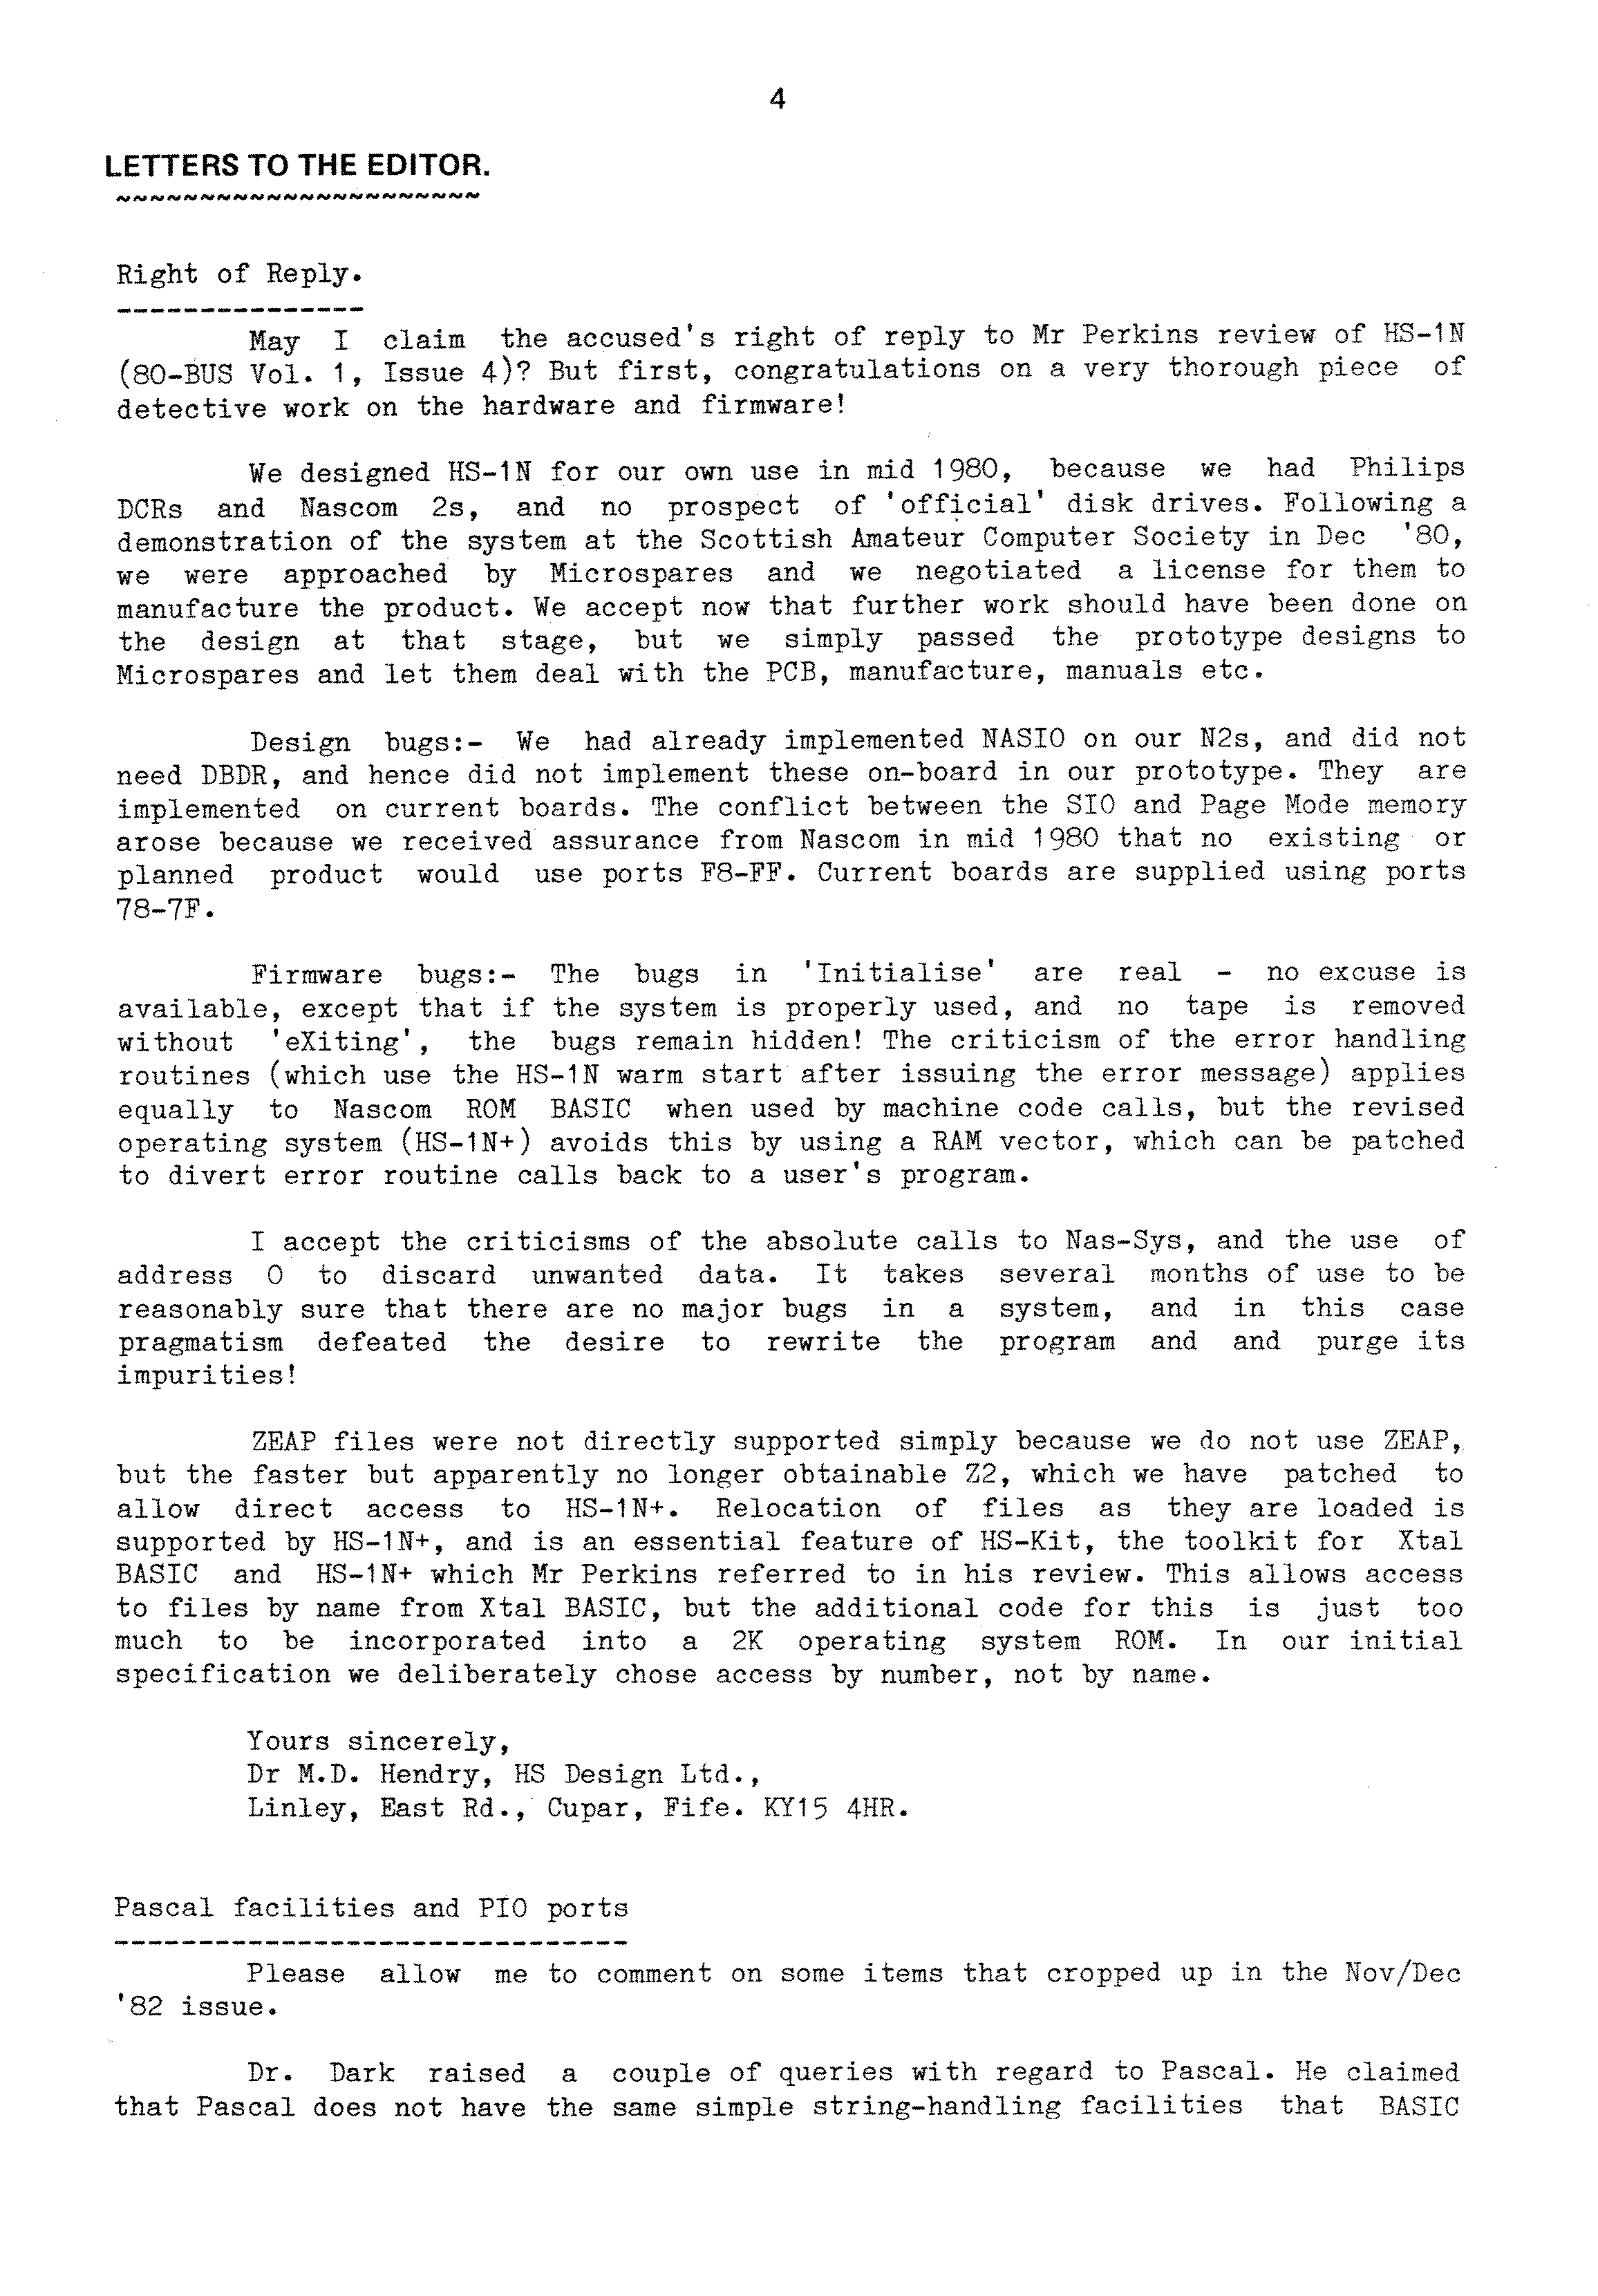 4
LETTERS TO THE EDITOR.
~~~~~~~~~~~~~~~~~~~~~~
Right of Reply.
---------------
May I claim the accused's right of reply to Mr Perkins review of HS-1N
(80-BUS Vol. 1, Issue 4)? But first, congratulations on a very thorough piece of
detective work on the hardware and firmware!
We designed HS-1N for our own use in mid 1980, because we had Philips
DCRs and Nascom 2s, and no prospect of 'official' disk drives. Following a
demonstration of the system at the Scottish Amateur Computer Society in Dec '80,
we were approached by Microspares and we negotiated a license for them to
manufacture the product. We accept now that further work should have been done on
the design at that stage, but we simply passed the prototype designs to
Microspares and let them deal with the PCB, manufacture, manuals etc.
Design bugs:- We had already implemented NASIO on our N2s, and did not
need DBDR, and hence did not implement these on-board in our prototype. They are
implemented on current boards. The conflict between the SIO and Page Mode memory
arose because we received assurance from Nascom in mid 1980 that no existing or
planned product would use ports F8-FF. Current boards are supplied using ports
78-7F.
Firmware bugs:- The bugs in 'Initialise' are real - no excuse is
available, except that if the system is properly used, and no tape is removed
without 'eXiting', the bugs remain hidden! The criticism of the error handling
routines (which use the HS-1N warm start after issuing the error message) applies
equally to Nascom ROM BASIC when used by machine code calls, but the revised
operating system (HS-1N+) avoids this by using a RAM vector, which can be patched
to divert error routine calls back to a user's program.
I accept the criticisms of the absolute calls to Nas-Sys, and the use of
address 0 to discard unwanted data. It takes several months of use to be
reasonably sure that there are no major bugs in a system, and in this case
pragmatism defeated the desire to rewrite the program and and purge its
impurities!
ZEAP files were not directly supported simply because we do not use ZEAP,
but the faster but apparently no longer obtainable Z2, which we have patched to
allow direct access to HS-1N+. Relocation of files as they are loaded is
supported by HS-1N+, and is an essential feature of HS-Kit, the toolkit for Xtal
BASIC and HS-1N+ which Mr Perkins referred to in his review. This allows access
to files by name from Xtal BASIC, but the additional code for this is just too
much to be incorporated into a 2K operating system ROM. In our initial
specification we deliberately chose access by number, not by name.
Yours sincerely,
Dr M.D. Hendry, HS Design Ltd.,
Linley, East Rd., Cupar, Fife. KY15 4HR.
Pascal facilities and PIO ports
-------------------------------
Please allow me to comment on some items that cropped up in the Nov/Dec
'82 issue.
Dr. Dark raised a couple of queries with regard to Pascal. He claimed
that Pascal does not have the same simple string-handling facilities that BASIC